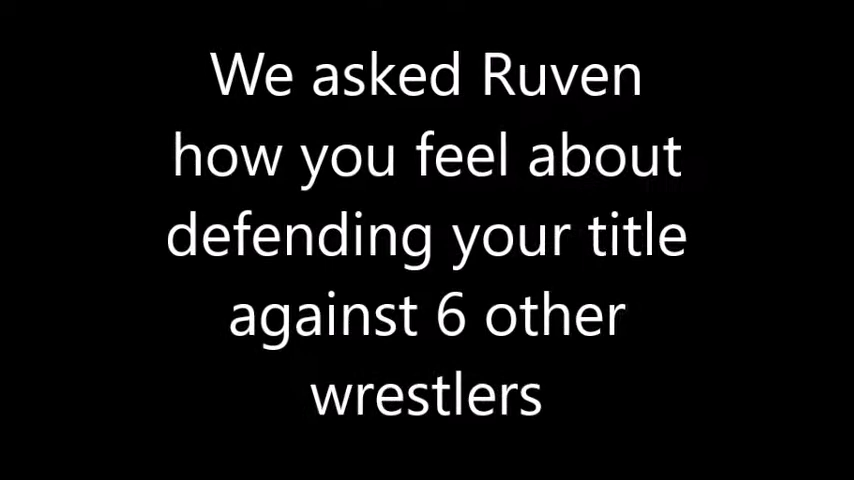 We asked Ruven
how you feel about
defending your title
against 6 other
wrestlers